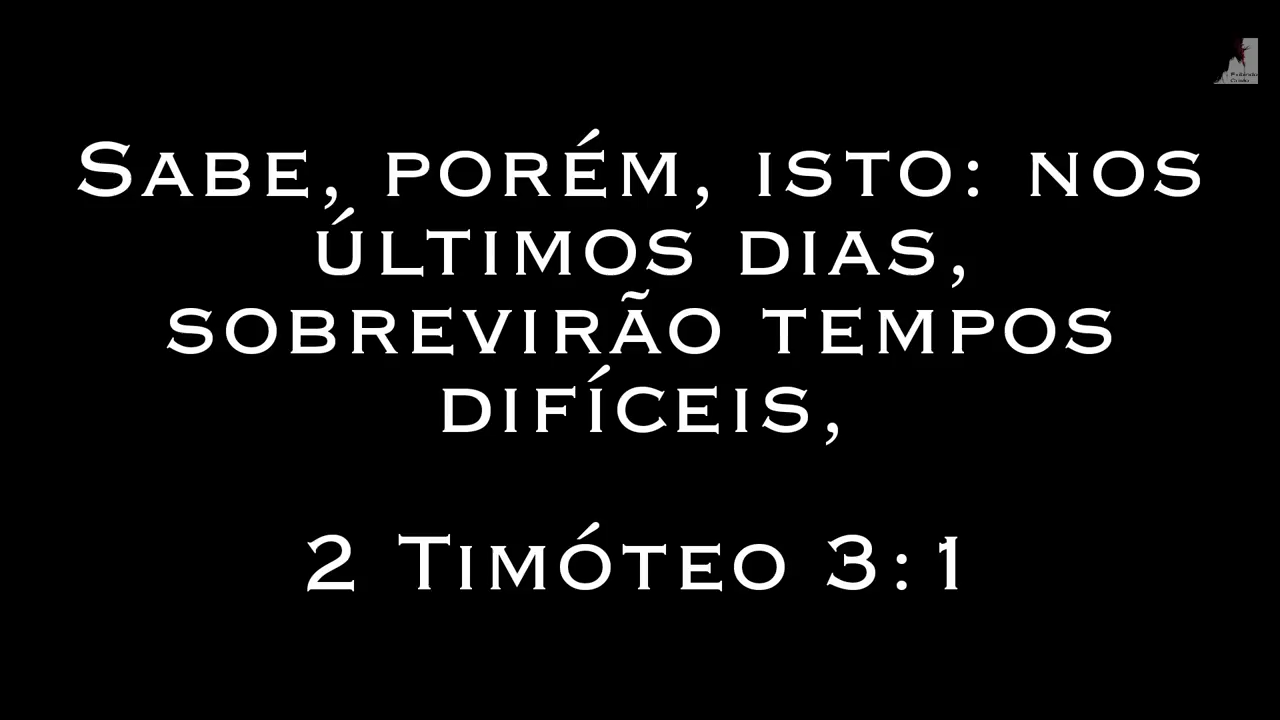 Sabe, porém, isto: nos
últimos dias,
sobrevirão tempos
difíceis,
2 Timóteo 3:1